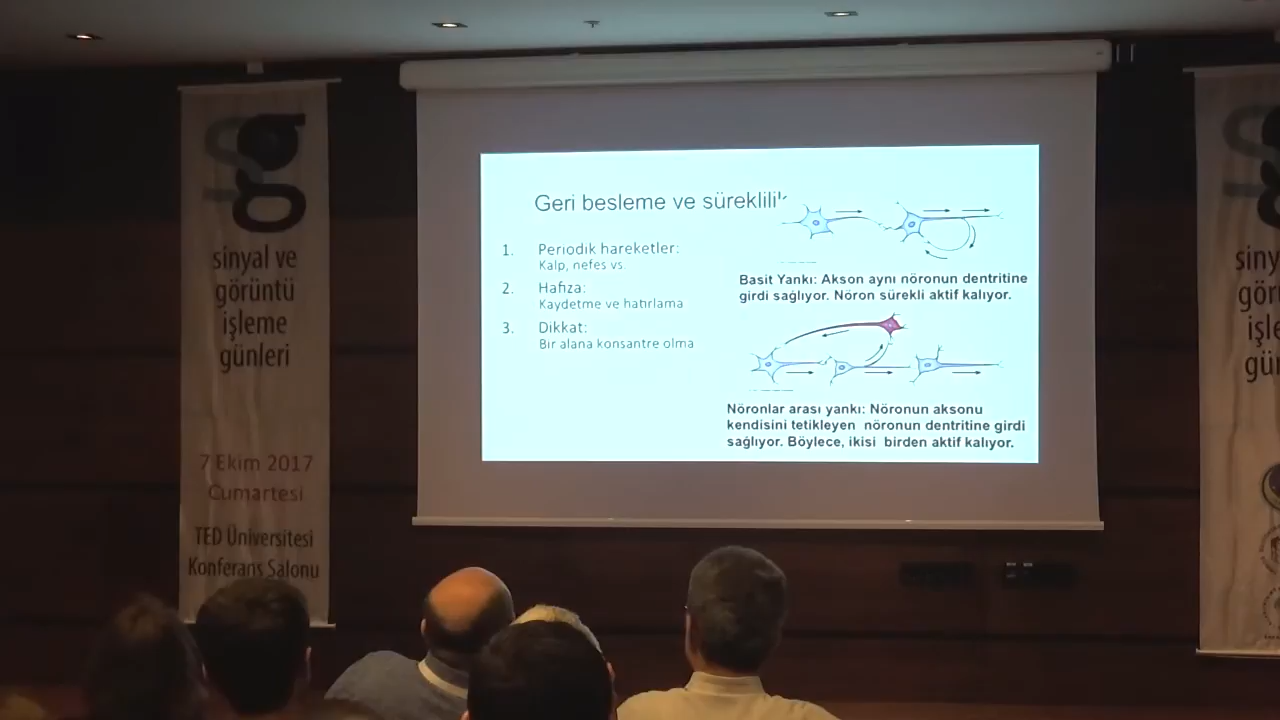 sinyal ve
görüntü
işleme
günleri
7 Ekim 2017
Cumartesi
TED Üniversitesi
Konferans Salonu
Geri besleme ve süreklilik
1. Periodik hareketler:
Kalp, nefes vs.
2. Hafıza:
Kaydetme ve hatırlama
3. Dikkat:
Bir alana konsantre olma
Basit Yankı: Akson aynı nöronun dentritine
girdi sağlıyor. Nöron sürekli aktif kalıyor.
Nöronlar arası yankı: Nöronun aksonu
kendisini tetikleyen nöronun dentritine girdi
sağlıyor. Böylece, ikisi birden aktif kalıyor.
siny
gör
işle
gün